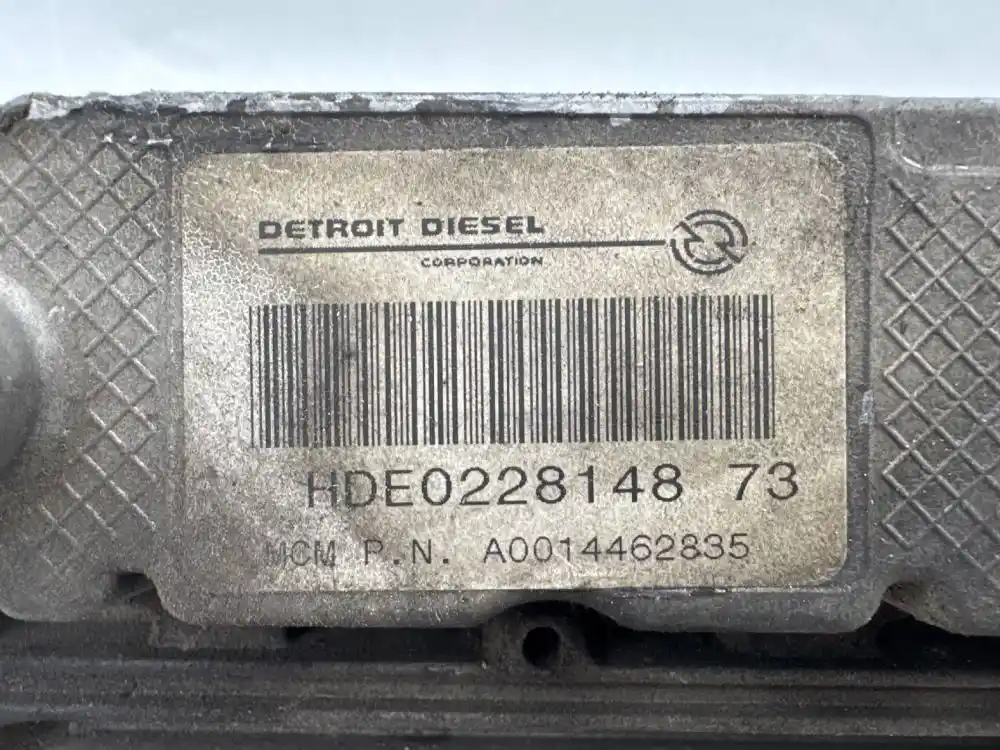 DETROIT DIESEL
CORPORATION
HDE0228148 73
MCM P.N. A0014462835